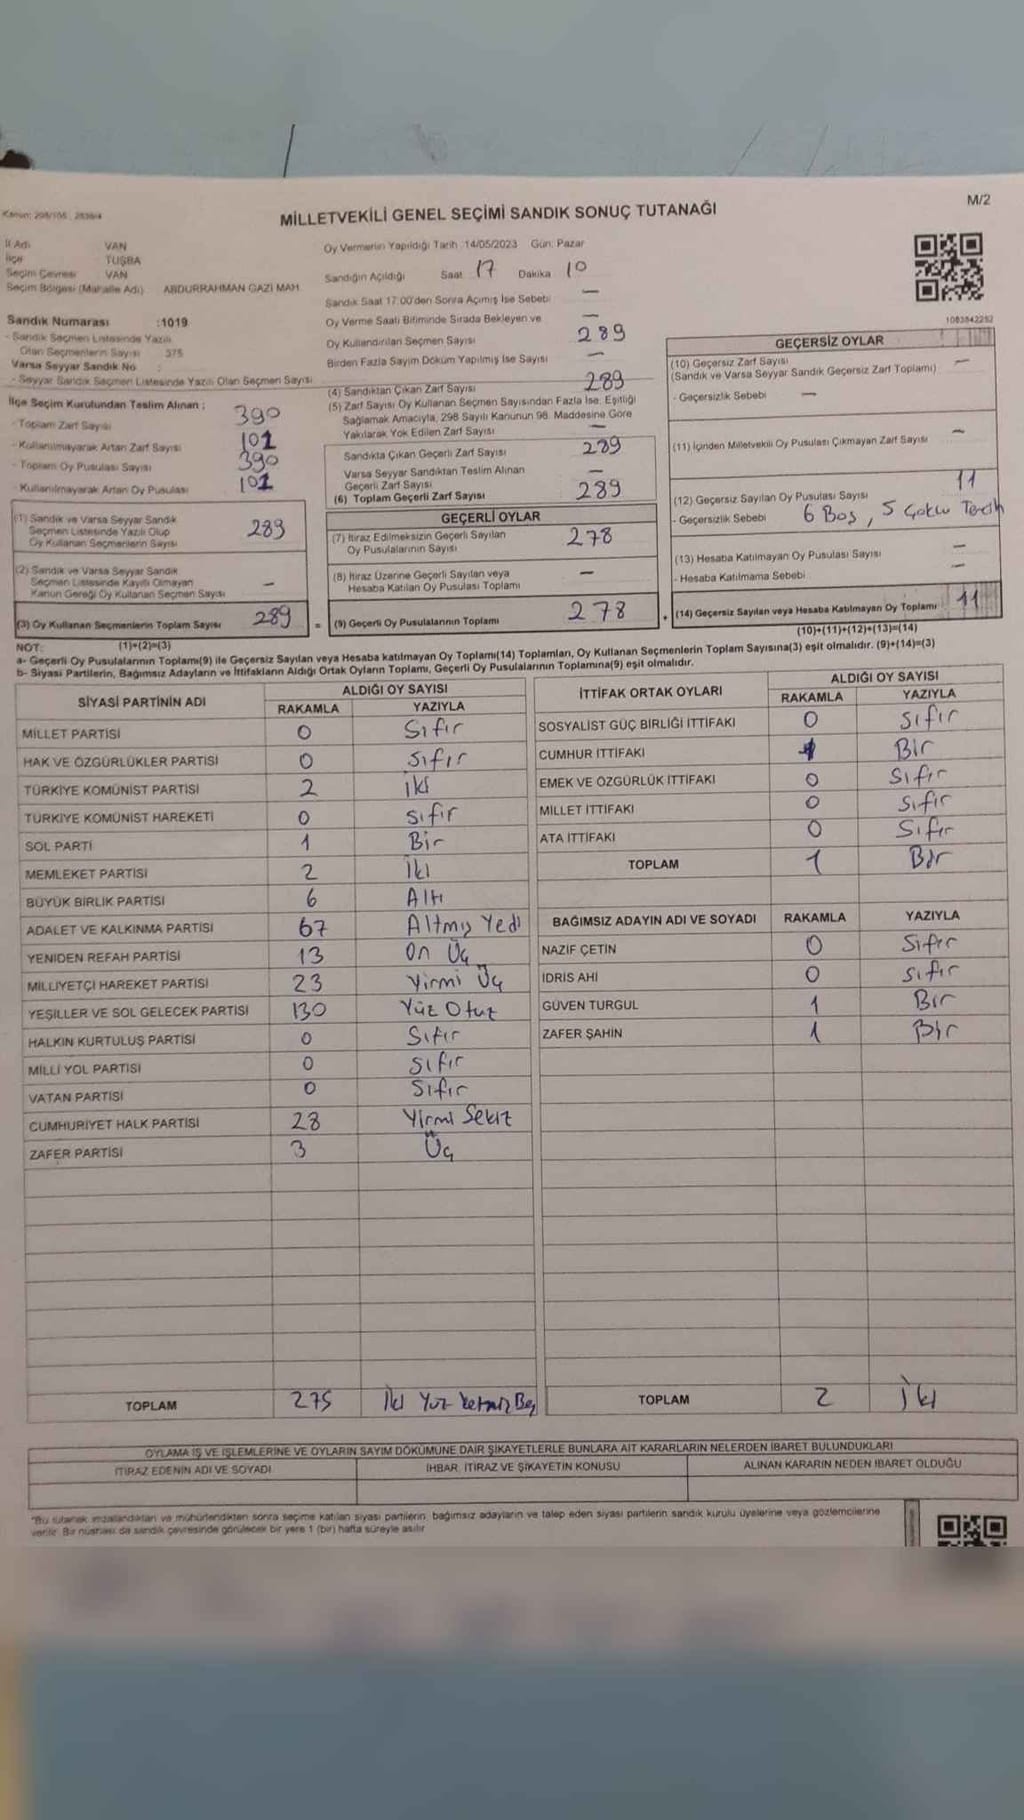 M/2
Kanun: 298/105 , 2839/4
MİLLETVEKİLİ GENEL SEÇİMİ SANDIK SONUÇ TUTANAĞI
İl Adı VAN
İlçe TUŞBA
Seçim Çevresi VAN
Seçim Bölgesi (Mahalle Adı) ABDURRAHMAN GAZİ MAH.
Sandık Numarası :1019
- Sandık Seçmen Listesinde Yazılı
Olan Seçmenlerin Sayısı 375
Varsa Seyyar Sandık No :
- Seyyar Sandık Seçmen Listesinde Yazılı Olan Seçmen Sayısı
İlçe Seçim Kurulundan Teslim Alınan :
- Toplam Zarf Sayısı 390
- Kullanılmayarak Artan Zarf Sayısı 101
- Toplam Oy Pusulası Sayısı 390
- Kullanılmayarak Artan Oy Pusulası 101
(1) Sandık ve Varsa Seyyar Sandık
Seçmen Listesinde Yazılı Olup
Oy Kullanan Seçmenlerin Sayısı 289
(2) Sandık ve Varsa Seyyar Sandık
Seçmen Listesinde Kayıtlı Olmayan
Kanun Gereği Oy Kullanan Seçmen Sayısı –
(3) Oy Kullanan Seçmenlerin Toplam Sayısı 289
Oy Vermenin Yapıldığı Tarih :14/05/2023 Gün: Pazar
Sandığın Açıldığı Saat 17 Dakika 10
Sandık Saat 17:00'den Sonra Açımış İse Sebebi –
Oy Verme Saati Bitiminde Sırada Bekleyen ve –
Oy Kullandırılan Seçmen Sayısı 289
Birden Fazla Sayım Döküm Yapılmış İse Sayısı –
(4) Sandıktan Çıkan Zarf Sayısı 289
(5) Zarf Sayısı Oy Kullanan Seçmen Sayısından Fazla İse: Eşitliği
Sağlamak Amacıyla, 298 Sayılı Kanunun 98. Maddesine Göre
Yakılarak Yok Edilen Zarf Sayısı –
Sandıkta Çıkan Geçerli Zarf Sayısı 289
Varsa Seyyar Sandıktan Teslim Alınan
Geçerli Zarf Sayısı –
(6) Toplam Geçerli Zarf Sayısı 289
GEÇERLİ OYLAR
(7) İtiraz Edilmeksizin Geçerli Sayılan
Oy Pusulalarının Sayısı 278
(8) İtiraz Üzerine Geçerli Sayılan veya
Hesaba Katılan Oy Pusulası Toplamı –
= (9) Geçerli Oy Pusulalarının Toplamı 278
1083842252
GEÇERSİZ OYLAR
(10) Geçersiz Zarf Sayısı –
(Sandık ve Varsa Seyyar Sandık Geçersiz Zarf Toplamı)
- Geçersizlik Sebebi –
(11) İçinden Milletvekili Oy Pusulası Çıkmayan Zarf Sayısı –
(12) Geçersiz Sayılan Oy Pusulası Sayısı 11
- Geçersizlik Sebebi 6 Boş , 5 Çoklu Tercih
(13) Hesaba Katılmayan Oy Pusulası Sayısı –
- Hesaba Katılmama Sebebi –
+ (14) Geçersiz Sayılan veya Hesaba Katılmayan Oy Toplamı 11
NOT: (1)+(2)=(3) (10)+(11)+(12)+(13)=(14)
a- Geçerli Oy Pusulalarının Toplamı(9) ile Geçersiz Sayılan veya Hesaba katılmayan Oy Toplamı(14) Toplamları, Oy Kullanan Seçmenlerin Toplam Sayısına(3) eşit olmalıdır. (9)+(14)=(3)
b- Siyasi Partilerin, Bağımsız Adayların ve İttifakların Aldığı Ortak Oyların Toplamı, Geçerli Oy Pusulalarının Toplamına(9) eşit olmalıdır.
SİYASİ PARTİNİN ADI ALDIĞI OY SAYISI
RAKAMLA YAZIYLA
MİLLET PARTİSİ 0 Sıfır
HAK VE ÖZGÜRLÜKLER PARTİSİ 0 Sıfır
TÜRKİYE KOMÜNİST PARTİSİ 2 iki
TÜRKİYE KOMÜNİST HAREKETİ 0 sıfır
SOL PARTİ 1 Bir
MEMLEKET PARTİSİ 2 İki
BÜYÜK BİRLİK PARTİSİ 6 Altı
ADALET VE KALKINMA PARTİSİ 67 Altmış Yedi
YENİDEN REFAH PARTİSİ 13 On Üç
MİLLİYETÇİ HAREKET PARTİSİ 23 Yirmi Üç
YEŞİLLER VE SOL GELECEK PARTİSİ 130 Yüz Otuz
HALKIN KURTULUŞ PARTİSİ 0 Sıfır
MİLLİ YOL PARTİSİ 0 Sıfır
VATAN PARTİSİ 0 Sıfır
CUMHURİYET HALK PARTİSİ 28 Yirmi Sekiz
ZAFER PARTİSİ 3 Üç
TOPLAM 275 İki Yüz Yetmiş Beş
İTTİFAK ORTAK OYLARI ALDIĞI OY SAYISI
RAKAMLA YAZIYLA
SOSYALİST GÜÇ BİRLİĞİ İTTİFAKI 0 Sıfır
CUMHUR İTTİFAKI 1 Bir
EMEK VE ÖZGÜRLÜK İTTİFAKI 0 Sıfır
MİLLET İTTİFAKI 0 Sıfır
ATA İTTİFAKI 0 Sıfır
TOPLAM 1 Bir
BAĞIMSIZ ADAYIN ADI VE SOYADI RAKAMLA YAZIYLA
NAZİF ÇETİN 0 Sıfır
İDRİS AHİ 0 Sıfır
GÜVEN TURGUL 1 Bir
ZAFER ŞAHİN 1 Bir
TOPLAM 2 İki
OYLAMA İŞ VE İŞLEMLERİNE VE OYLARIN SAYIM DÖKÜMÜNE DAİR ŞİKAYETLERLE BUNLARA AİT KARARLARIN NELERDEN İBARET BULUNDUKLARI
İTİRAZ EDENİN ADI VE SOYADI İHBAR, İTİRAZ VE ŞİKAYETİN KONUSU ALINAN KARARIN NEDEN İBARET OLDUĞU
*Bu tutanak imzalandıktan ve mühürlendikten sonra seçime katılan siyasi partilerin, bağımsız adayların ve talep eden siyasi partilerin sandık kurulu üyelerine veya gözlemcilerine
verilir. Bir nüshası da sandık çevresinde görülecek bir yere 1 (bir) hafta süreyle asılır.